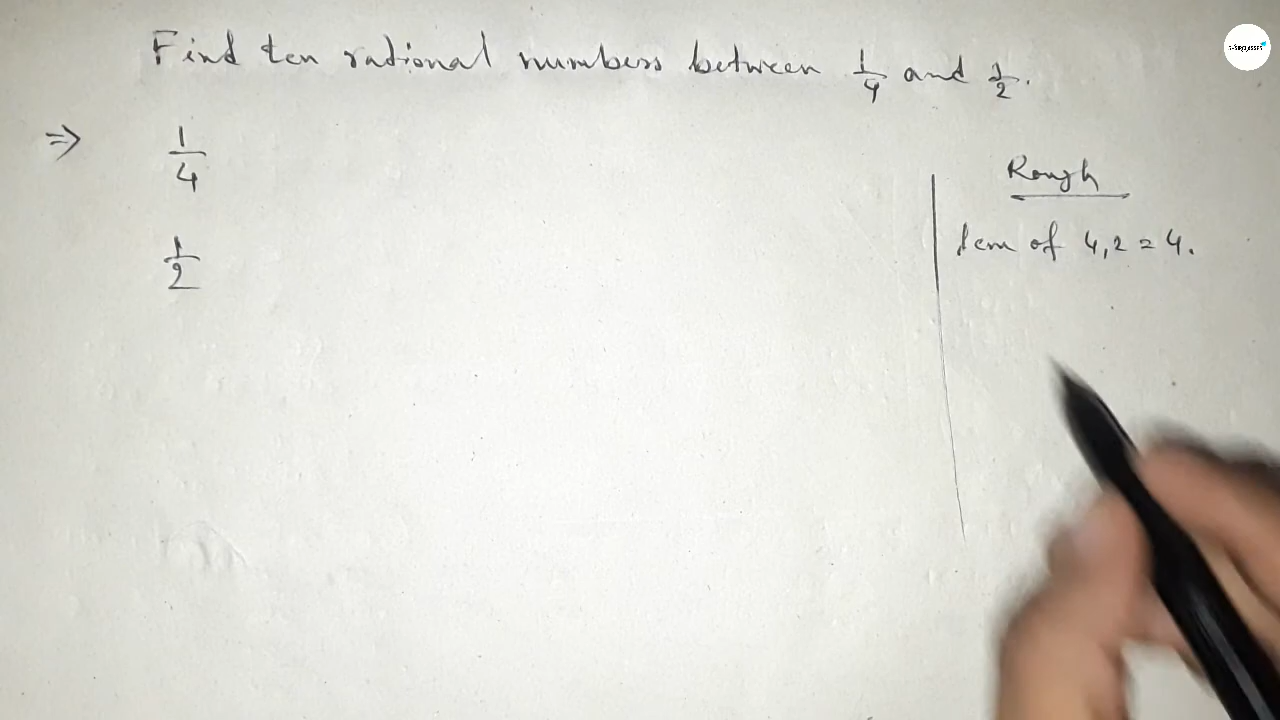 Find ten rational numbers between 1/4 and 1/2.
⇒ 1/4
1/2
Rough
lcm of 4,2 = 4.